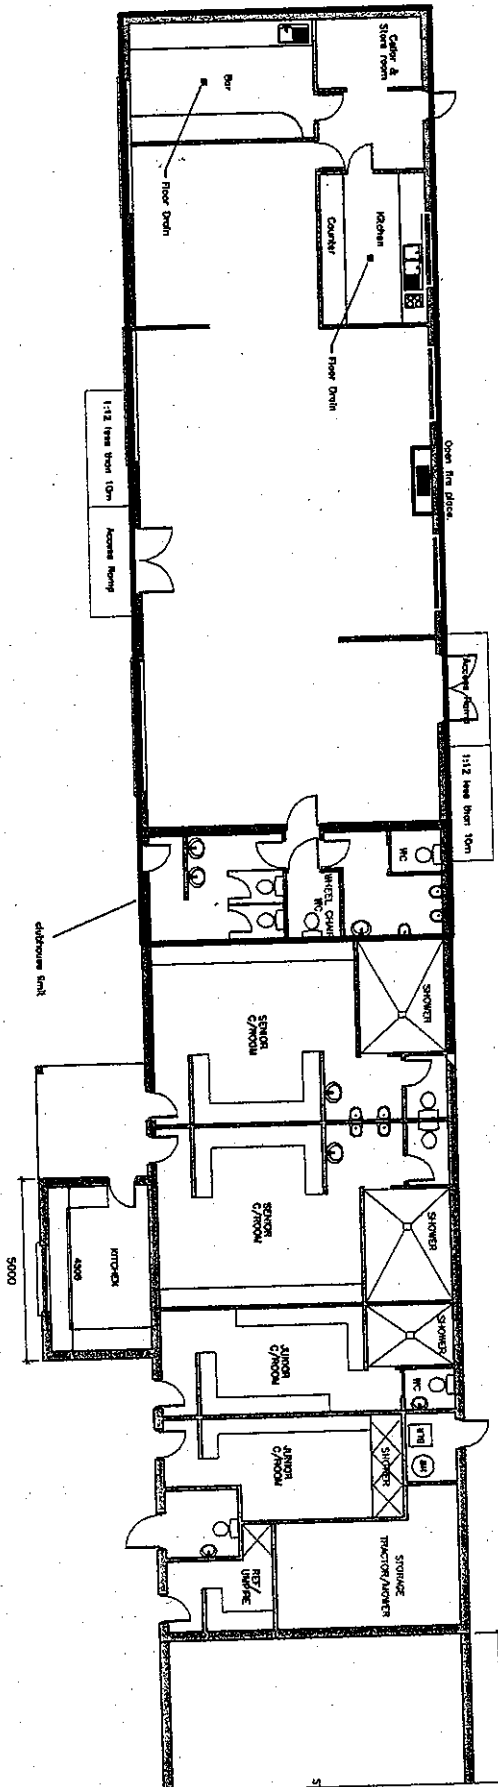 Cellar &
Store room
Bar
Floor Drain
Kitchen
Counter
Floor Drain
Open fire place.
1:12 less than 10m
Access Ramp
Access Ramp
1:12 less than 10m
WC
WHEEL CHAIR
WC
clubhouse limit
SHOWER
SENIOR
C/ROOM
SENIOR
C/ROOM
SHOWER
KITCHEN
4506
5000
SHOWER
JUNIOR
C/ROOM
WC
JUNIOR
C/ROOM
SHOWER
BLR
STORAGE
TRACTOR/MOWER
REF/
UMPIRE